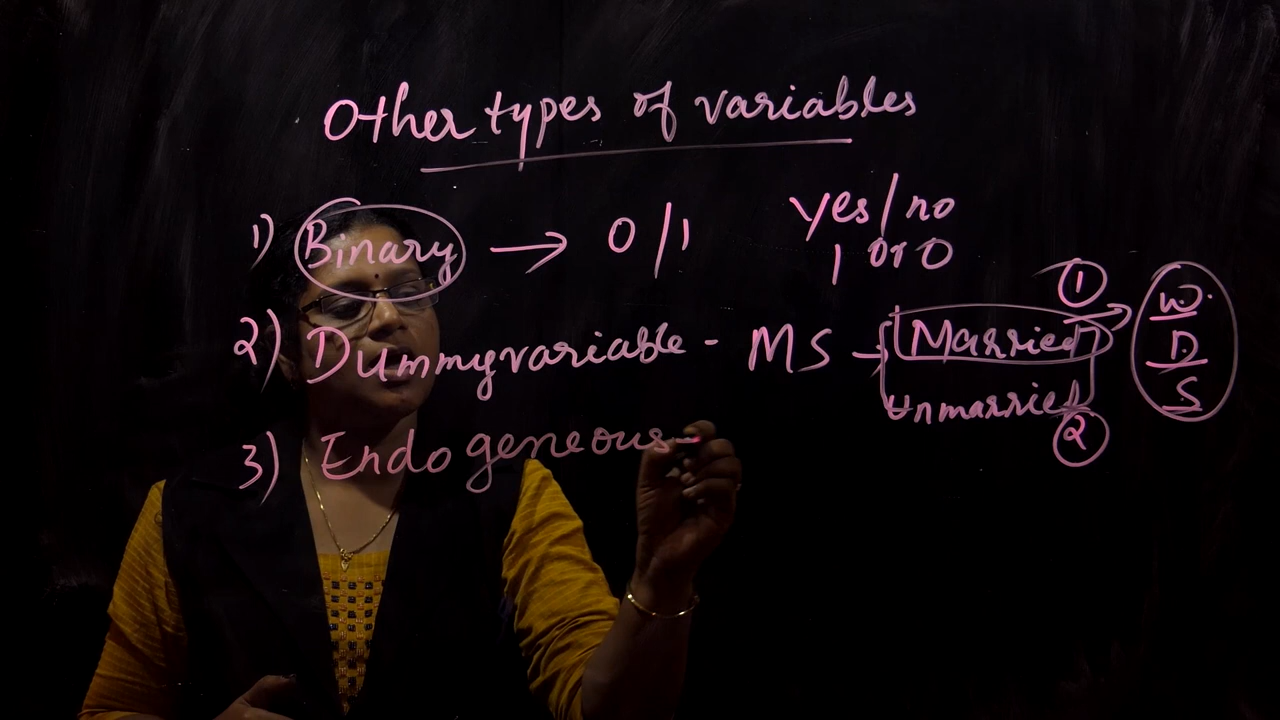 Other types of variables
1) Binary → 0/1 yes/no
1 or 0
2) Dummyvariable - MS → Married → W.
1
D.
Unmarried S
2
3) Endogeneous-